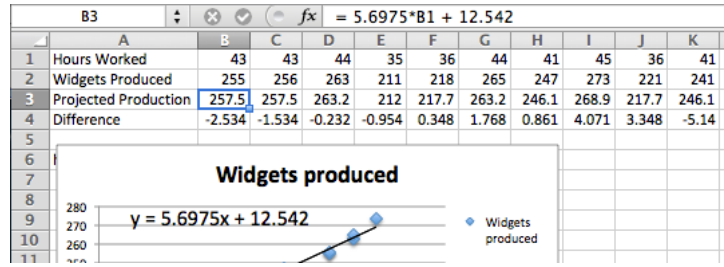 B3 fx = 5.6975*B1 + 12.542
A B C D E F G H I J K
1 Hours Worked 43 43 44 35 36 44 41 45 36 41
2 Widgets Produced 255 256 263 211 218 265 247 273 221 241
3 Projected Production 257.5 257.5 263.2 212 217.7 263.2 246.1 268.9 217.7 246.1
4 Difference -2.534 -1.534 -0.232 -0.954 0.348 1.768 0.861 4.071 3.348 -5.14
5
6
7 Widgets produced
8
280
9 y = 5.6975x + 12.542 Widgets
270
10 produced
260
11